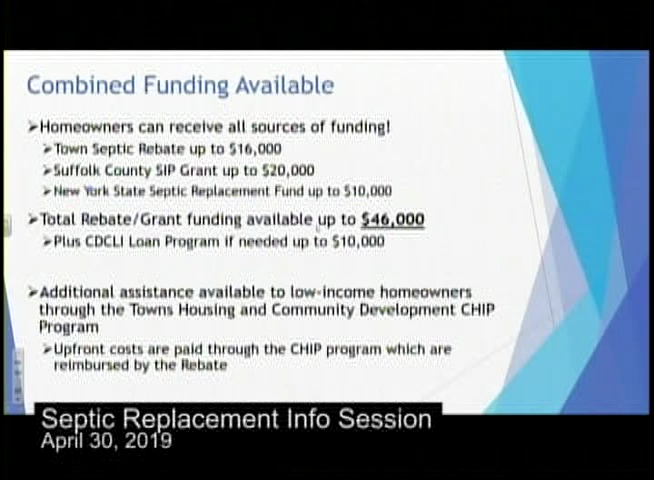 Combined Funding Available
➤Homeowners can receive all sources of funding!
➤Town Septic Rebate up to $16,000
➤Suffolk County SIP Grant up to $20,000
➤New York State Septic Replacement Fund up to $10,000
➤Total Rebate/Grant funding available up to $46,000
➤Plus CDCLI Loan Program if needed up to $10,000
➤Additional assistance available to low-income homeowners
through the Towns Housing and Community Development CHIP
Program
➤Upfront costs are paid through the CHIP program which are
reimbursed by the Rebate
Septic Replacement Info Session
April 30, 2019